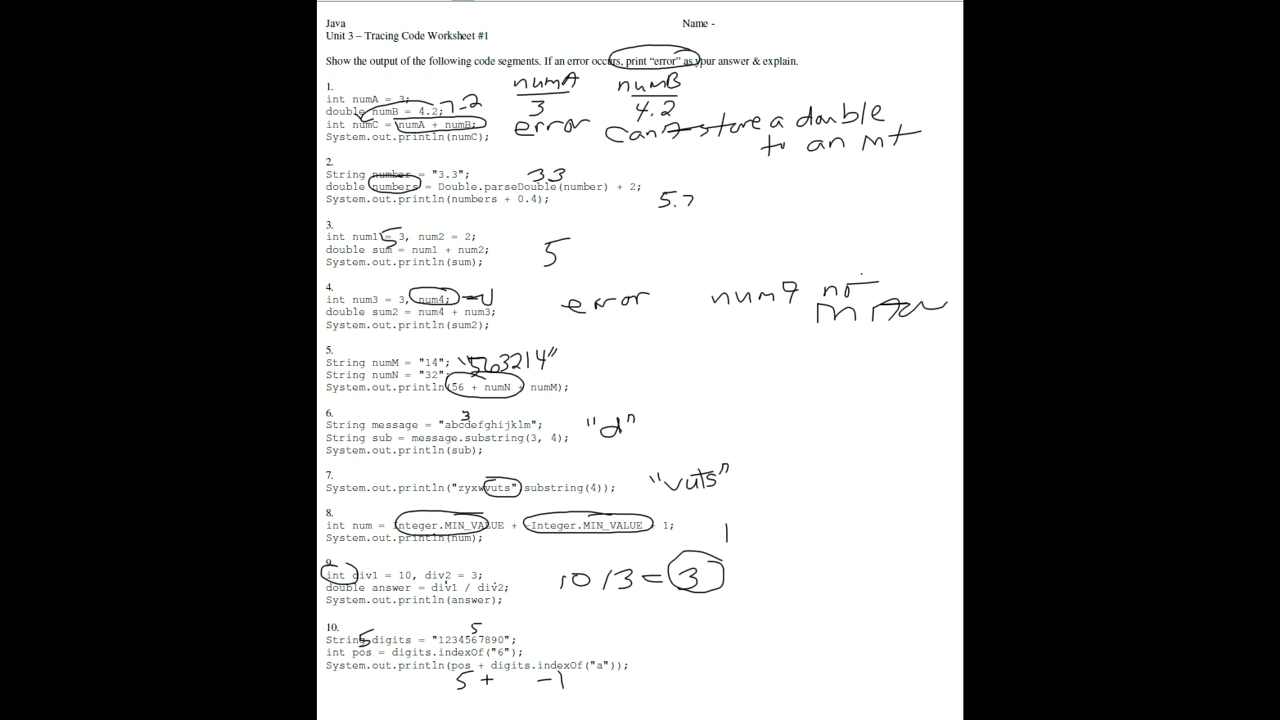 Java Name -
Unit 3 – Tracing Code Worksheet #1
Show the output of the following code segments. If an error occurs, print "error" as your answer & explain.
numA numB
1.
int numA = 3;
3 4.2
double numB = 4.2; 7.2
int numC = numA + numB; error Can't store a double
System.out.println(numC); to an int
2.
String number = "3.3"; 3.3
double numbers = Double.parseDouble(number) + 2;
System.out.println(numbers + 0.4); 5.7
3.
int num1 = 3, num2 = 2; 5
double sum = num1 + num2; 5
System.out.println(sum);
4.
int num3 = 3, num4; error not
double sum2 = num4 + num3;
System.out.println(sum2);
5.
String numM = "14"; "563214"
String numN = "32";
System.out.println(56 + numN + numM);
6. 3
String message = "abcdefghijklm"; "d"
String sub = message.substring(3, 4);
System.out.println(sub);
7.
System.out.println("zyxwvuts" substring(4)); "vuts"
8.
int num = Integer.MIN_VALUE + -Integer.MIN_VALUE + 1; 1
System.out.println(num);
9.
int div1 = 10, div2 = 3; 10 / 3 = 3
double answer = div1 / div2;
System.out.println(answer);
10. 5
String digits = "1234567890"; 5
int pos = digits.indexOf("6");
System.out.println(pos + digits.indexOf("a"));
5 + -1